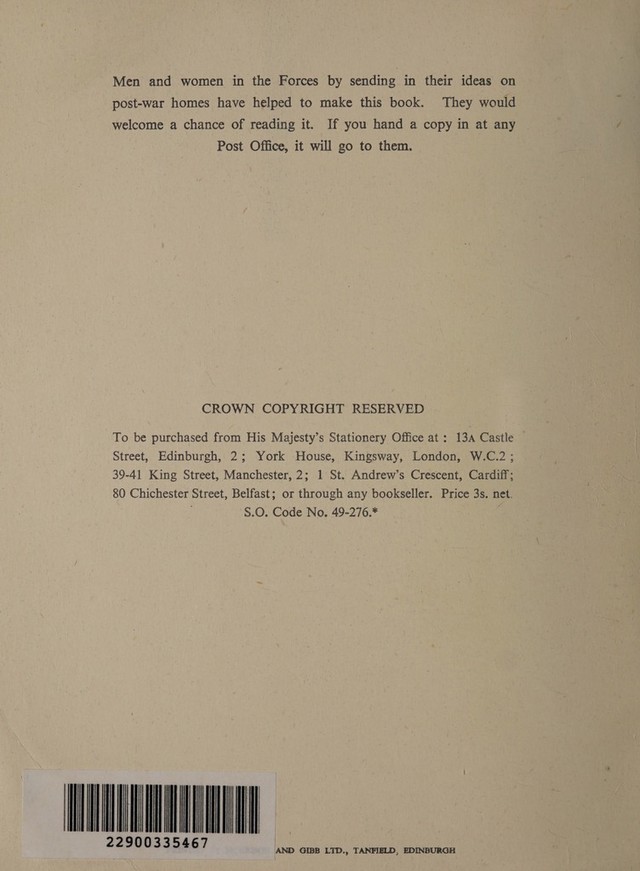 Men and women in the Forces by sending in their ideas on
post-war homes have helped to make this book. They would
welcome a chance of reading it. If you hand a copy in at any
Post Office, it will go to them.
CROWN COPYRIGHT RESERVED
To be purchased from His Majesty's Stationery Office at : 13A Castle
Street, Edinburgh, 2 ; York House, Kingsway, London, W.C.2 ;
39-41 King Street, Manchester, 2; 1 St. Andrew's Crescent, Cardiff;
80 Chichester Street, Belfast; or through any bookseller. Price 3s. net.
S.O. Code No. 49-276.*
22900335467
AND GIBB LTD., TANFIELD, EDINBURGH